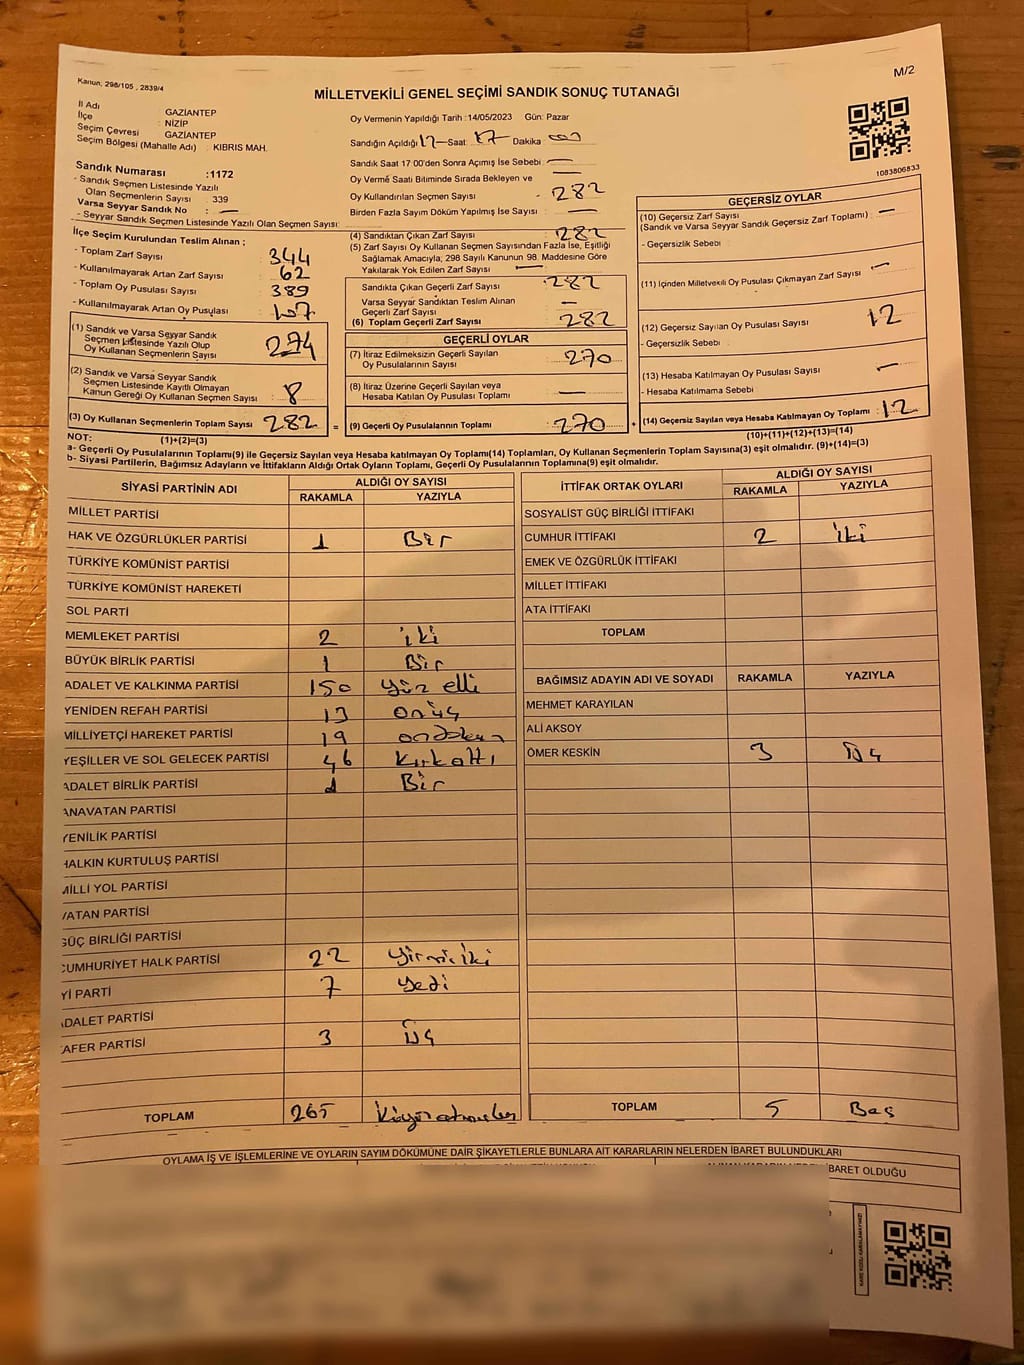 Kanun; 298/105 , 2839/4
M/2
MİLLETVEKİLİ GENEL SEÇİMİ SANDIK SONUÇ TUTANAĞI
İl Adı : GAZİANTEP
İlçe : NİZİP
Seçim Çevresi : GAZİANTEP
Seçim Bölgesi (Mahalle Adı) : KIBRIS MAH.
Oy Vermenin Yapıldığı Tarih :14/05/2023 Gün: Pazar
Sandığın Açıldığı Saat: 17 Dakika
Sandık Saat 17:00'den Sonra Açımış İse Sebebi : —
Oy Verme Saati Bitiminde Sırada Bekleyen ve : —
Oy Kullandırılan Seçmen Sayısı : 282
Birden Fazla Sayım Döküm Yapılmış İse Sayısı : —
1083806833
Sandık Numarası :1172
- Sandık Seçmen Listesinde Yazılı
Olan Seçmenlerin Sayısı : 339
Varsa Seyyar Sandık No : —
- Seyyar Sandık Seçmen Listesinde Yazılı Olan Seçmen Sayısı:
İlçe Seçim Kurulundan Teslim Alınan ;
- Toplam Zarf Sayısı : 344
- Kullanılmayarak Artan Zarf Sayısı : 62
- Toplam Oy Pusulası Sayısı : 389
- Kullanılmayarak Artan Oy Pusulası : 107
(1) Sandık ve Varsa Seyyar Sandık
Seçmen Listesinde Yazılı Olup
Oy Kullanan Seçmenlerin Sayısı : 274
(2) Sandık ve Varsa Seyyar Sandık
Seçmen Listesinde Kayıtlı Olmayan
Kanun Gereği Oy Kullanan Seçmen Sayısı : 8
(3) Oy Kullanan Seçmenlerin Toplam Sayısı : 282 =
(1)+(2)=(3)
(4) Sandıktan Çıkan Zarf Sayısı : 282
(5) Zarf Sayısı Oy Kullanan Seçmen Sayısından Fazla İse, Eşitliği
Sağlamak Amacıyla; 298 Sayılı Kanunun 98. Maddesine Göre
Yakılarak Yok Edilen Zarf Sayısı : —
Sandıkta Çıkan Geçerli Zarf Sayısı : 282
Varsa Seyyar Sandıktan Teslim Alınan
Geçerli Zarf Sayısı : —
(6) Toplam Geçerli Zarf Sayısı : 282
GEÇERLİ OYLAR
(7) İtiraz Edilmeksizin Geçerli Sayılan
Oy Pusulalarının Sayısı : 270
(8) İtiraz Üzerine Geçerli Sayılan veya
Hesaba Katılan Oy Pusulası Toplamı : —
(9) Geçerli Oy Pusulalarının Toplamı : 270 +
GEÇERSİZ OYLAR
(10) Geçersiz Zarf Sayısı : —
(Sandık ve Varsa Seyyar Sandık Geçersiz Zarf Toplamı)
- Geçersizlik Sebebi :
(11) İçinden Milletvekili Oy Pusulası Çıkmayan Zarf Sayısı : —
(12) Geçersiz Sayılan Oy Pusulası Sayısı : 12
- Geçersizlik Sebebi :
(13) Hesaba Katılmayan Oy Pusulası Sayısı : —
- Hesaba Katılmama Sebebi :
(14) Geçersiz Sayılan veya Hesaba Katılmayan Oy Toplamı : 12
(10)+(11)+(12)+(13)=(14)
NOT:
a- Geçerli Oy Pusulalarının Toplamı(9) ile Geçersiz Sayılan veya Hesaba katılmayan Oy Toplamı(14) Toplamları, Oy Kullanan Seçmenlerin Toplam Sayısına(3) eşit olmalıdır. (9)+(14)=(3)
b- Siyasi Partilerin, Bağımsız Adayların ve İttifakların Aldığı Ortak Oyların Toplamı, Geçerli Oy Pusulalarının Toplamına(9) eşit olmalıdır.
SİYASİ PARTİNİN ADI ALDIĞI OY SAYISI
RAKAMLA YAZIYLA
MİLLET PARTİSİ
HAK VE ÖZGÜRLÜKLER PARTİSİ 1 Bir
TÜRKİYE KOMÜNİST PARTİSİ
TÜRKİYE KOMÜNİST HAREKETİ
SOL PARTİ
MEMLEKET PARTİSİ 2 iki
BÜYÜK BİRLİK PARTİSİ 1 Bir
ADALET VE KALKINMA PARTİSİ 150 Yüz elli
YENİDEN REFAH PARTİSİ 13 onüç
MİLLİYETÇİ HAREKET PARTİSİ 19 ondokuz
YEŞİLLER VE SOL GELECEK PARTİSİ 46 Kırkaltı
ADALET BİRLİK PARTİSİ 1 Bir
ANAVATAN PARTİSİ
YENİLİK PARTİSİ
HALKIN KURTULUŞ PARTİSİ
MİLLİ YOL PARTİSİ
VATAN PARTİSİ
GÜÇ BİRLİĞİ PARTİSİ
CUMHURİYET HALK PARTİSİ 22 Yirmiiki
İYİ PARTİ 7 Yedi
ADALET PARTİSİ
ZAFER PARTİSİ 3 Üç
TOPLAM 265
İTTİFAK ORTAK OYLARI ALDIĞI OY SAYISI
RAKAMLA YAZIYLA
SOSYALİST GÜÇ BİRLİĞİ İTTİFAKI
CUMHUR İTTİFAKI 2 iki
EMEK VE ÖZGÜRLÜK İTTİFAKI
MİLLET İTTİFAKI
ATA İTTİFAKI
TOPLAM
BAĞIMSIZ ADAYIN ADI VE SOYADI RAKAMLA YAZIYLA
MEHMET KARAYILAN
ALİ AKSOY
ÖMER KESKİN 3 Üç
TOPLAM 5 Beş
OYLAMA İŞ VE İŞLEMLERİNE VE OYLARIN SAYIM DÖKÜMÜNE DAİR ŞİKAYETLERLE BUNLARA AİT KARARLARIN NELERDEN İBARET BULUNDUKLARI
İBARET OLDUĞU